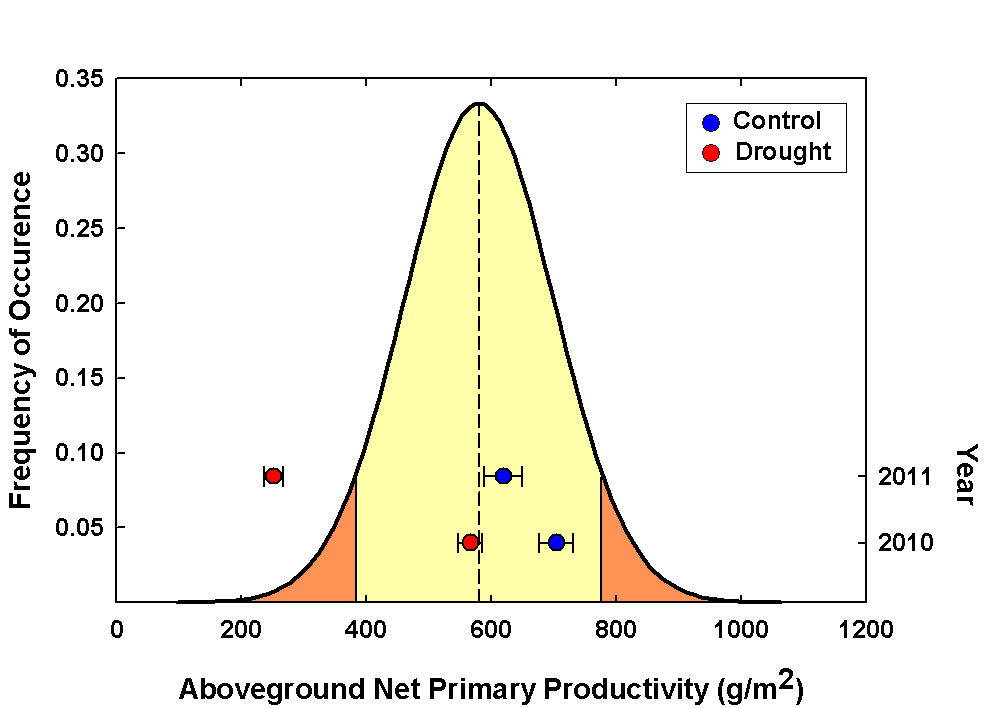 0.35
0.30
0.25
0.20
0.15
0.10
0.05
Frequency of Occurence
Control
Drought
Year
2011
2010
0 200 400 600 800 1000 1200
Aboveground Net Primary Productivity (g/m²)